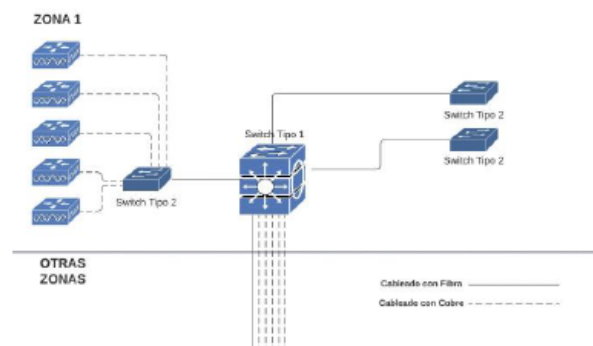 ZONA 1
Switch Tipo 2
Switch Tipo 1
Switch Tipo 2
Switch Tipo 2
OTRAS
ZONAS
Cableado con Fibra
Cableado con Cobre